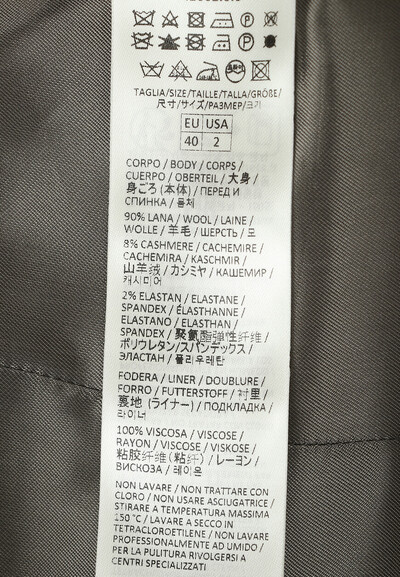 TAGLIA/SIZE/TAILLE/TALLA/GRÖßE/
尺寸/サイズ/РАЗМЕР/크기
EU USA
40 2
CORPO / BODY / CORPS /
CUERPO / OBERTEIL / 大身/
身ごろ (本体) / ПЕРЕД И
СПИНКА / 몸체
90% LANA / WOOL / LAINE /
WOLLE / 羊毛 / ШЕРСТЬ / 모
8% CASHMERE / CACHEMIRE /
CACHEMIRA / KASCHMIR /
山羊绒 / カシミヤ / КАШЕМИР /
캐시미어
2% ELASTAN / ELASTANE /
SPANDEX / ÉLASTHANNE /
ELASTANO / ELASTHAN /
SPANDEX / 聚氨酯弹性纤维 /
ポリウレタン/スパンデックス /
ЭЛАСТАН / 폴리우레탄
FODERA / LINER / DOUBLURE /
FORRO / FUTTERSTOFF / 衬里/
裏地 (ライナー) / ПОДКЛАДКА /
라이너
100% VISCOSA / VISCOSE /
RAYON / VISCOSE / VISKOSE /
粘胶纤维 (粘纤) / レーヨン /
ВИСКОЗА / 레이온
NON LAVARE / NON TRATTARE CON
CLORO / NON USARE ASCIUGATRICE /
STIRARE A TEMPERATURA MASSIMA
150 °C / LAVARE A SECCO IN
TETRACLOROETILENE / NON LAVARE
PROFESSIONALMENTE AD UMIDO /
PER LA PULITURA RIVOLGERSI A
CENTRI SPECIALIZZATI